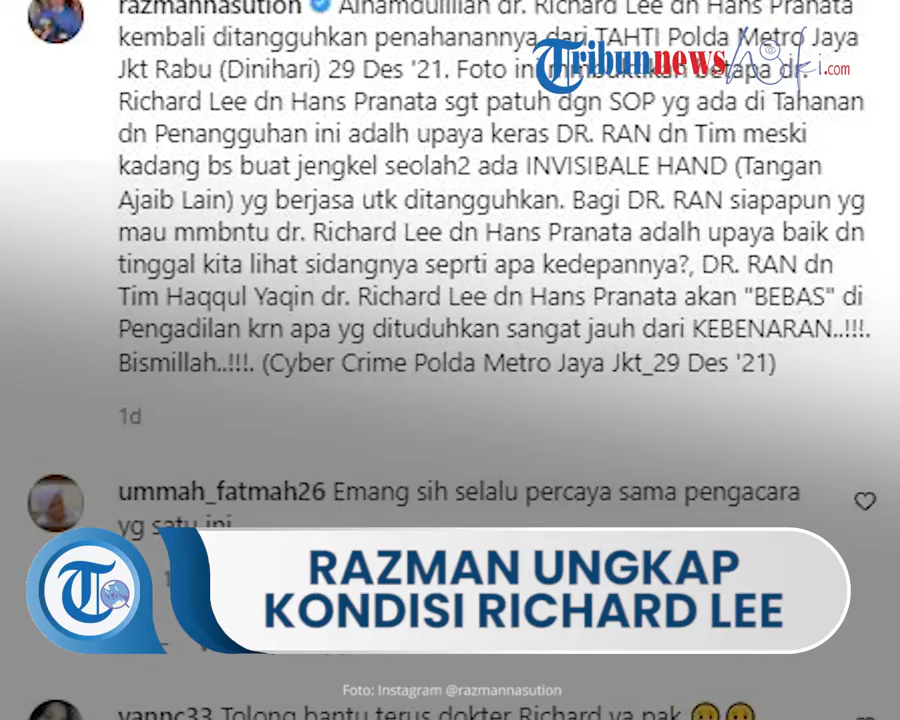 razmannasution Alhamdulillah dr. Richard Lee dn Hans Pranata
kembali ditangguhkan penahanannya dari TAHTI Polda Metro Jaya
Tribunnews
.com
Jkt Rabu (Dinihari) 29 Des '21. Foto ini mmbuktikan betapa dr.
Richard Lee dn Hans Pranata sgt patuh dgn SOP yg ada di Tahanan
dn Penangguhan ini adalh upaya keras DR. RAN dn Tim meski
kadang bs buat jengkel seolah2 ada INVISIBALE HAND (Tangan
Ajaib Lain) yg berjasa utk ditangguhkan. Bagi DR. RAN siapapun yg
mau mmbntu dr. Richard Lee dn Hans Pranata adalh upaya baik dn
tinggal kita lihat sidangnya seprti apa kedepannya?, DR. RAN dn
Tim Haqqul Yaqin dr. Richard Lee dn Hans Pranata akan "BEBAS" di
Pengadilan krn apa yg dituduhkan sangat jauh dari KEBENARAN..!!!.
Bismillah..!!!. (Cyber Crime Polda Metro Jaya Jkt_29 Des '21)
1d
ummah_fatmah26 Emang sih selalu percaya sama pengacara
yg satu ini
RAZMAN UNGKAP
KONDISI RICHARD LEE
Foto: Instagram @razmannasution
vannc33 Tolong bantu terus dokter Richard ya pak